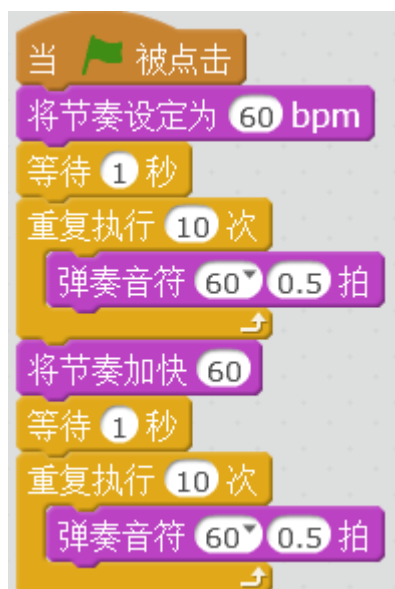 当 被点击
将节奏设定为 60 bpm
等待 1 秒
重复执行 10 次
弹奏音符 60 0.5 拍
将节奏加快 60
等待 1 秒
重复执行 10 次
弹奏音符 60 0.5 拍